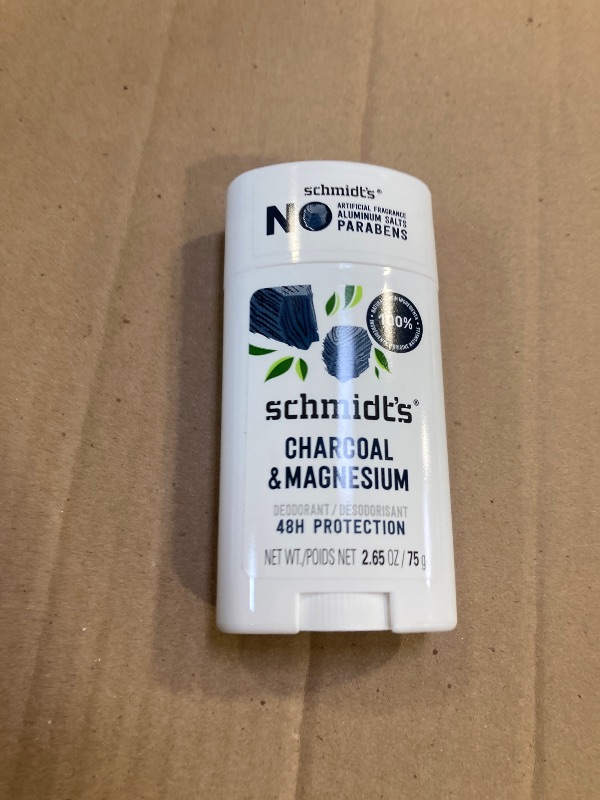 schmidt's®
NO
ARTIFICIAL FRAGRANCE
ALUMINUM SALTS
PARABENS
100%
schmidt's®
CHARCOAL
& MAGNESIUM
DEODORANT / DÉSODORISANT
48H PROTECTION
NET WT./POIDS NET 2.65 OZ / 75 g